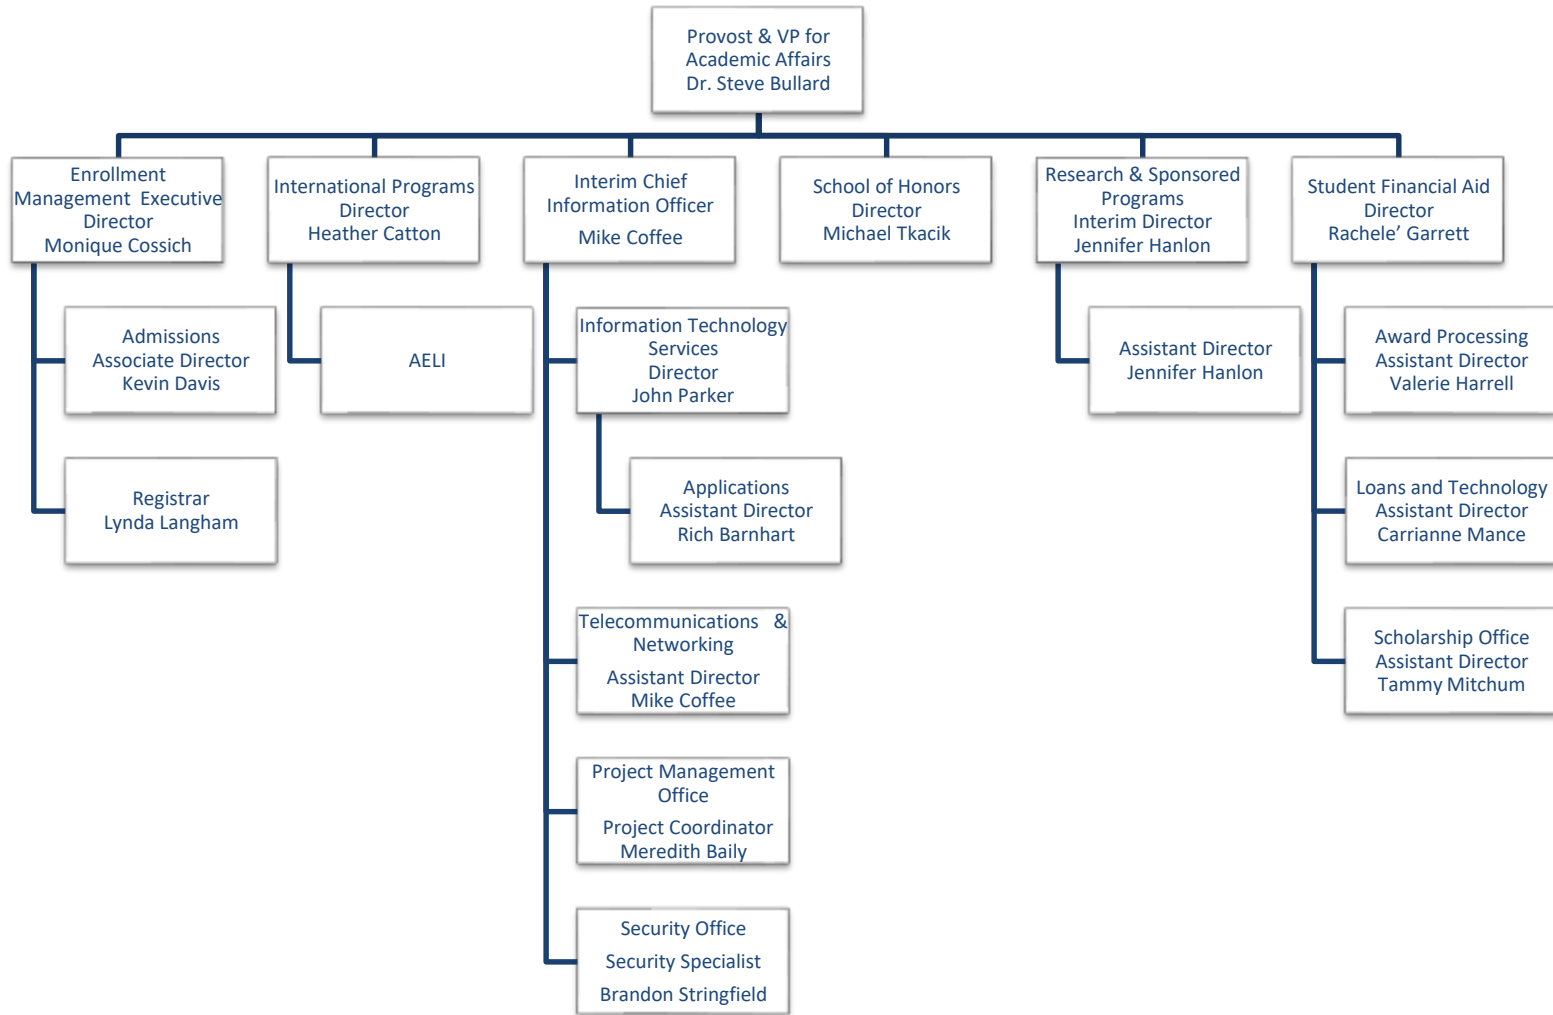 Provost & VP for
Academic Affairs
Dr. Steve Bullard
Enrollment
Management Executive
Director
Monique Cossich
International Programs
Director
Heather Catton
Interim Chief
Information Officer
Mike Coffee
School of Honors
Director
Michael Tkacik
Research & Sponsored
Programs
Interim Director
Jennifer Hanlon
Student Financial Aid
Director
Rachele’ Garrett
Admissions
Associate Director
Kevin Davis
AELI
Information Technology
Services
Director
John Parker
Assistant Director
Jennifer Hanlon
Award Processing
Assistant Director
Valerie Harrell
Registrar
Lynda Langham
Applications
Assistant Director
Rich Barnhart
Loans and Technology
Assistant Director
Carrianne Mance
Telecommunications &
Networking
Assistant Director
Mike Coffee
Scholarship Office
Assistant Director
Tammy Mitchum
Project Management
Office
Project Coordinator
Meredith Baily
Security Office
Security Specialist
Brandon Stringfield